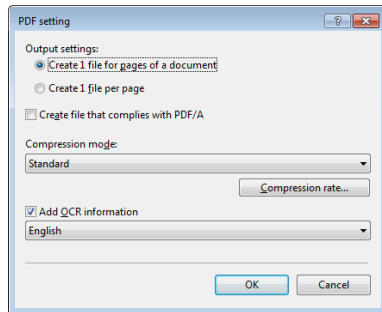 PDF setting
Output settings:
Create 1 file for pages of a document
Create 1 file per page
Create file that complies with PDF/A
Compression mode:
Standard
Compression rate...
Add OCR information
English
OK Cancel